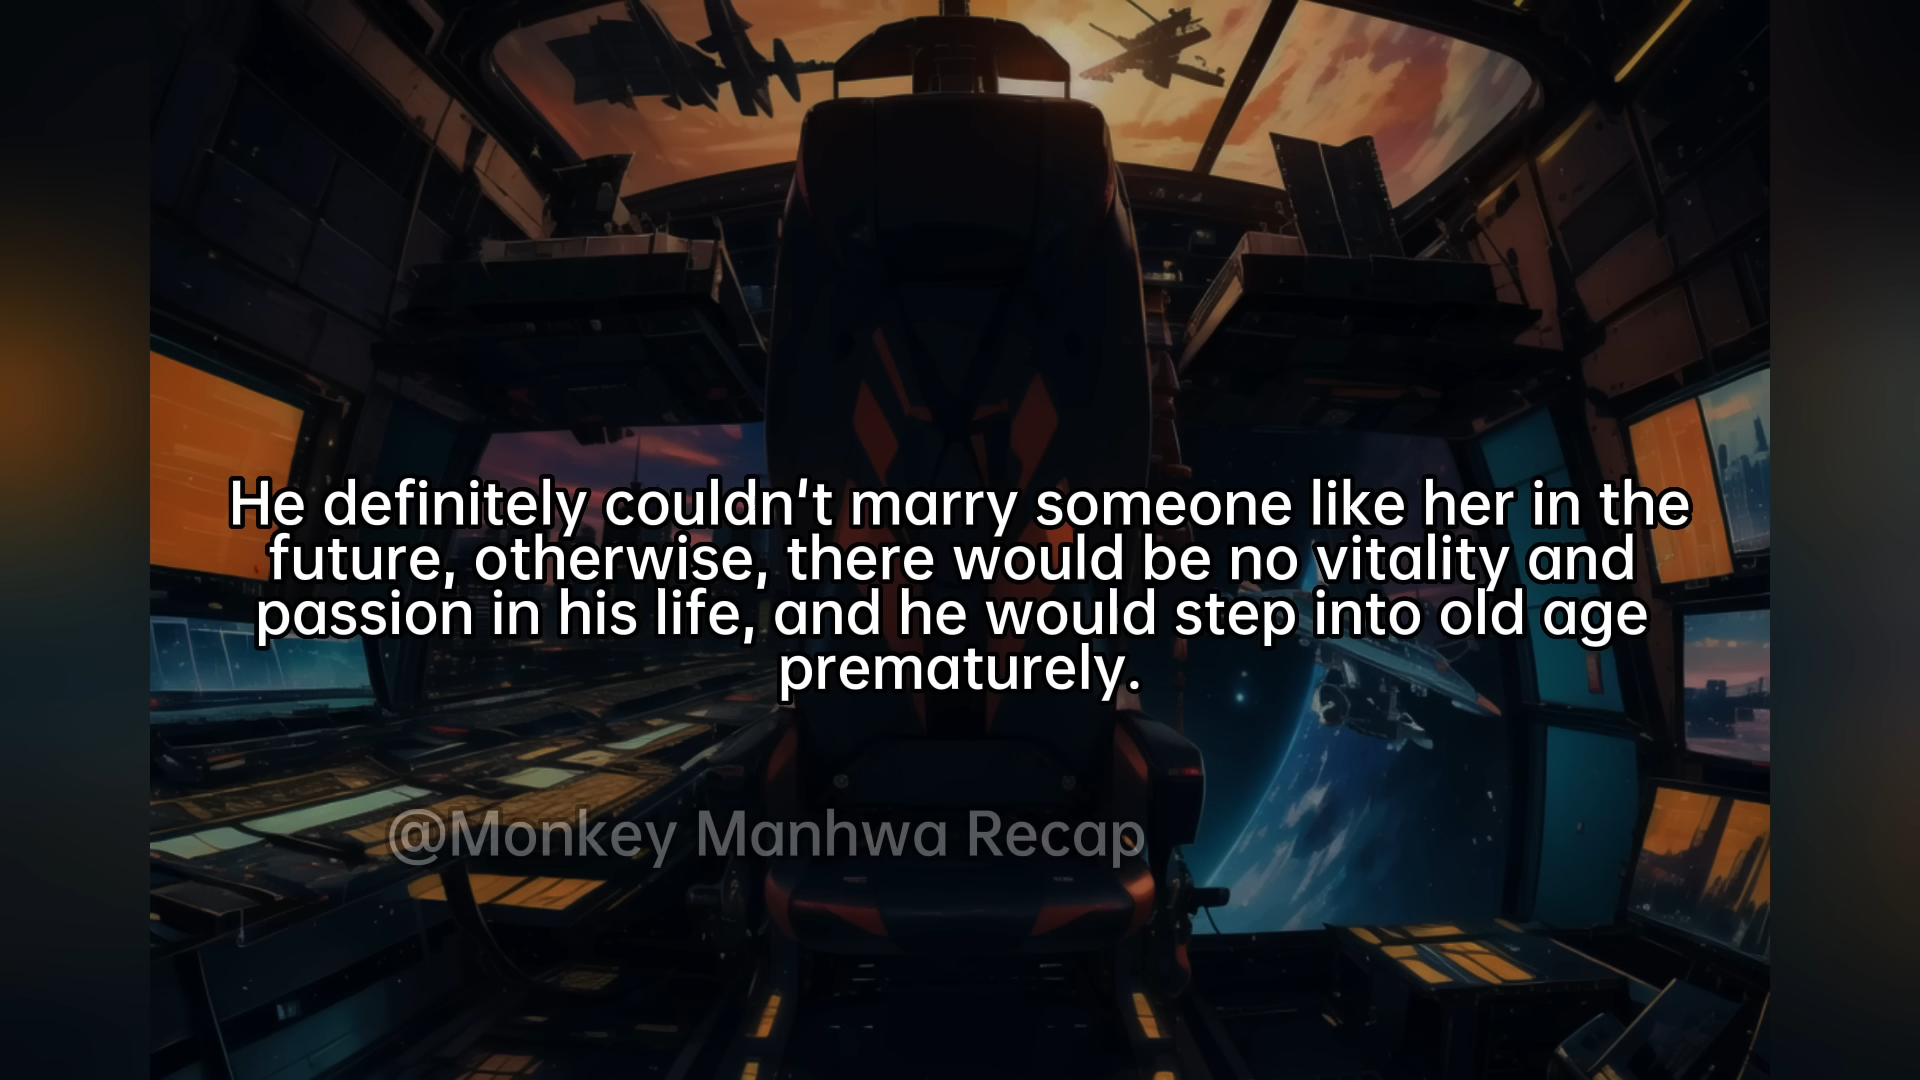 He definitely couldn't marry someone like her in the
future, otherwise, there would be no vitality and
passion in his life, and he would step into old age
prematurely.
@Monkey Manhwa Recap